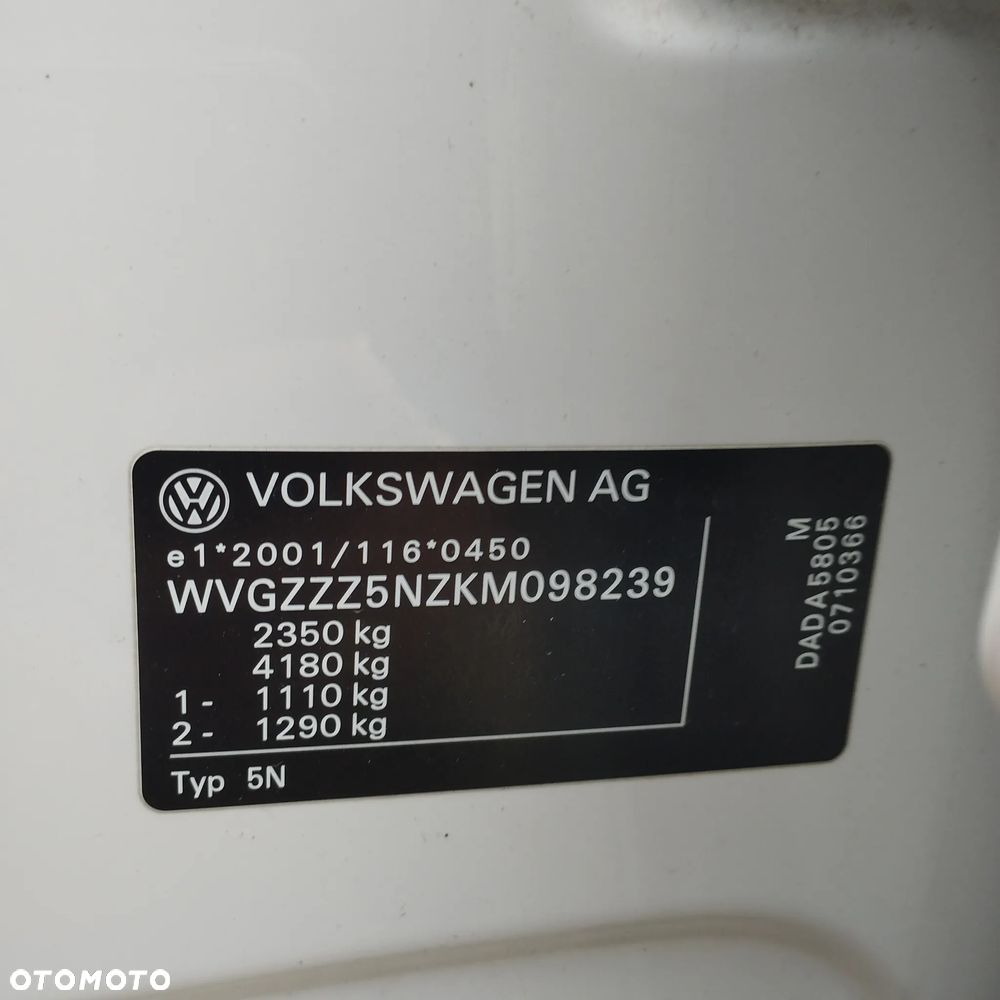 VOLKSWAGEN AG
e1*2001/116*0450
WVGZZZ5NZKM098239
2350 kg
4180 kg
1 - 1110 kg
2 - 1290 kg
Typ 5N
M
DADA5805
0710366
OTOMOTO